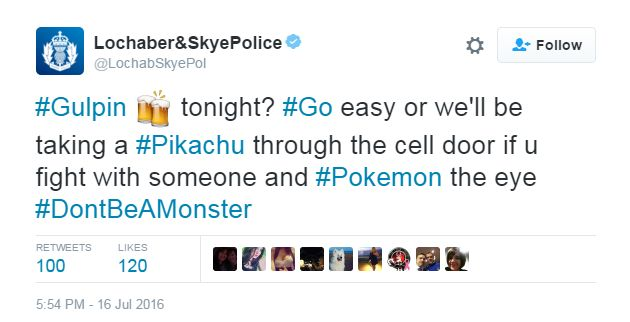 Lochaber&SkyePolice
@LochabSkyePol
Follow
#Gulpin 🍻 tonight? #Go easy or we'll be
taking a #Pikachu through the cell door if u
fight with someone and #Pokemon the eye
#DontBeAMonster
RETWEETS LIKES
100 120
5:54 PM - 16 Jul 2016